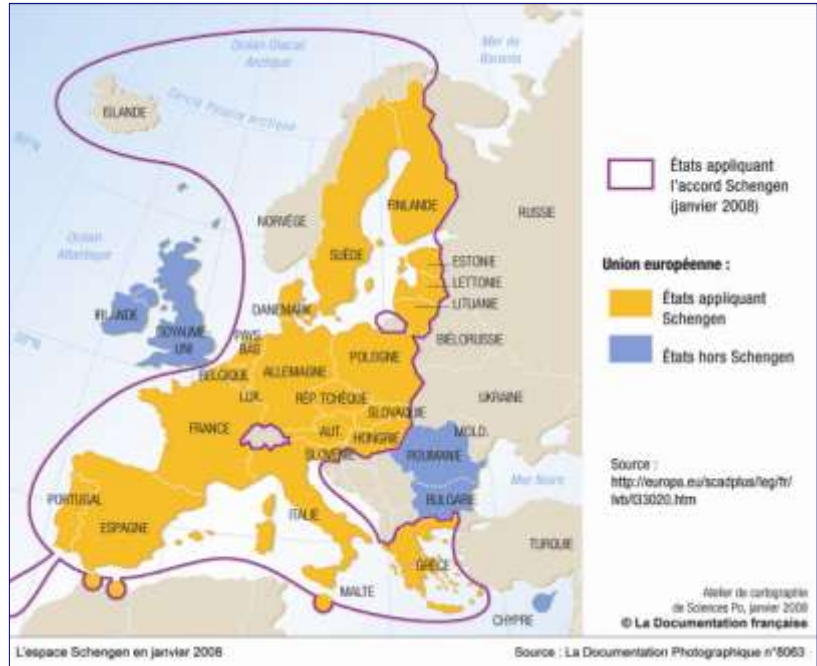 Océan Glacial
Arctique
Mer de
Barents
ISLANDE
Cercle Polaire Arctique
RUSSIE
NORVÈGE
FINLANDE
SUÈDE
Océan
Atlantique
ESTONIE
LETTONIE
LITUANIE
IRLANDE
ROYAUME
UNI
DANEMARK
PAYS-
BAS
BIÉLORUSSIE
POLOGNE
BELGIQUE
ALLEMAGNE
LUX.
RÉP. TCHÈQUE
UKRAINE
SLOVAQUIE
FRANCE
AUT.
HONGRIE
MOLD.
SLOVÉNIE
ROUMANIE
Mer Noire
BULGARIE
PORTUGAL
ESPAGNE
ITALIE
TURQUIE
GRÈCE
MALTE
CHYPRE
États appliquant
l'accord Schengen
(janvier 2008)
Union européenne :
États appliquant
Schengen
États hors Schengen
Source :
http://europa.eu/scadplus/leg/fr/
lvb/l33020.htm
Atelier de cartographie
de Sciences Po, janvier 2008
© La Documentation française
L'espace Schengen en janvier 2008
Source : La Documentation Photographique n°8063